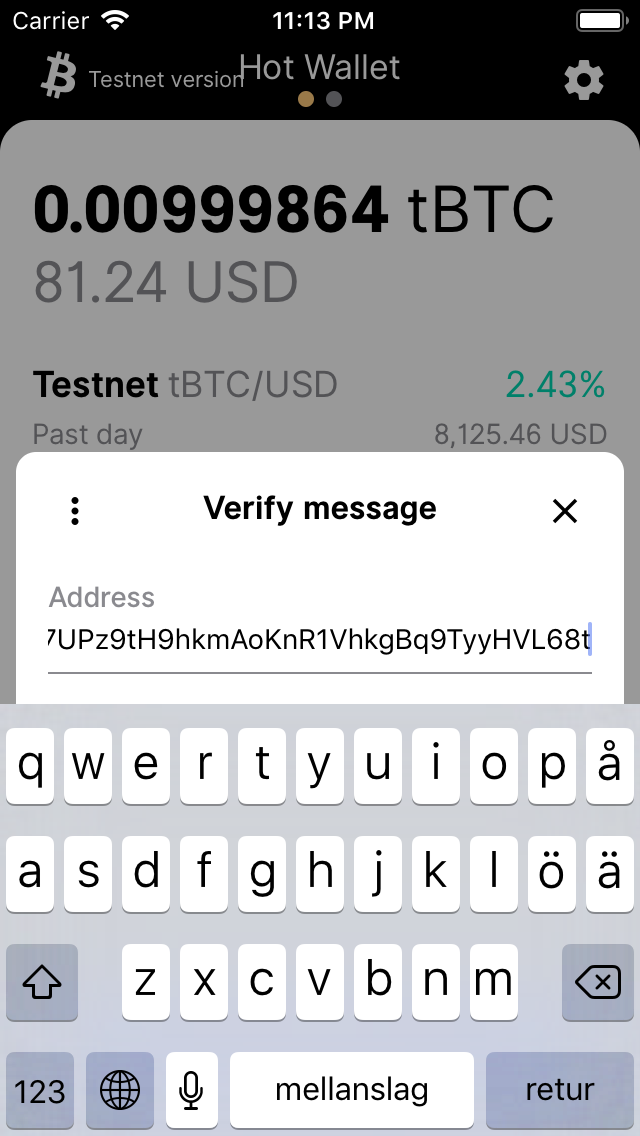 Carrier 11:13 PM
Testnet version Hot Wallet
0.00999864 tBTC
81.24 USD
Testnet tBTC/USD 2.43%
Past day 8,125.46 USD
Verify message
Address
7UPz9tH9hkmAoKnR1VhkgBq9TyyHVL68t
q w e r t y u i o p å
a s d f g h j k l ö ä
z x c v b n m
123 mellanslag retur